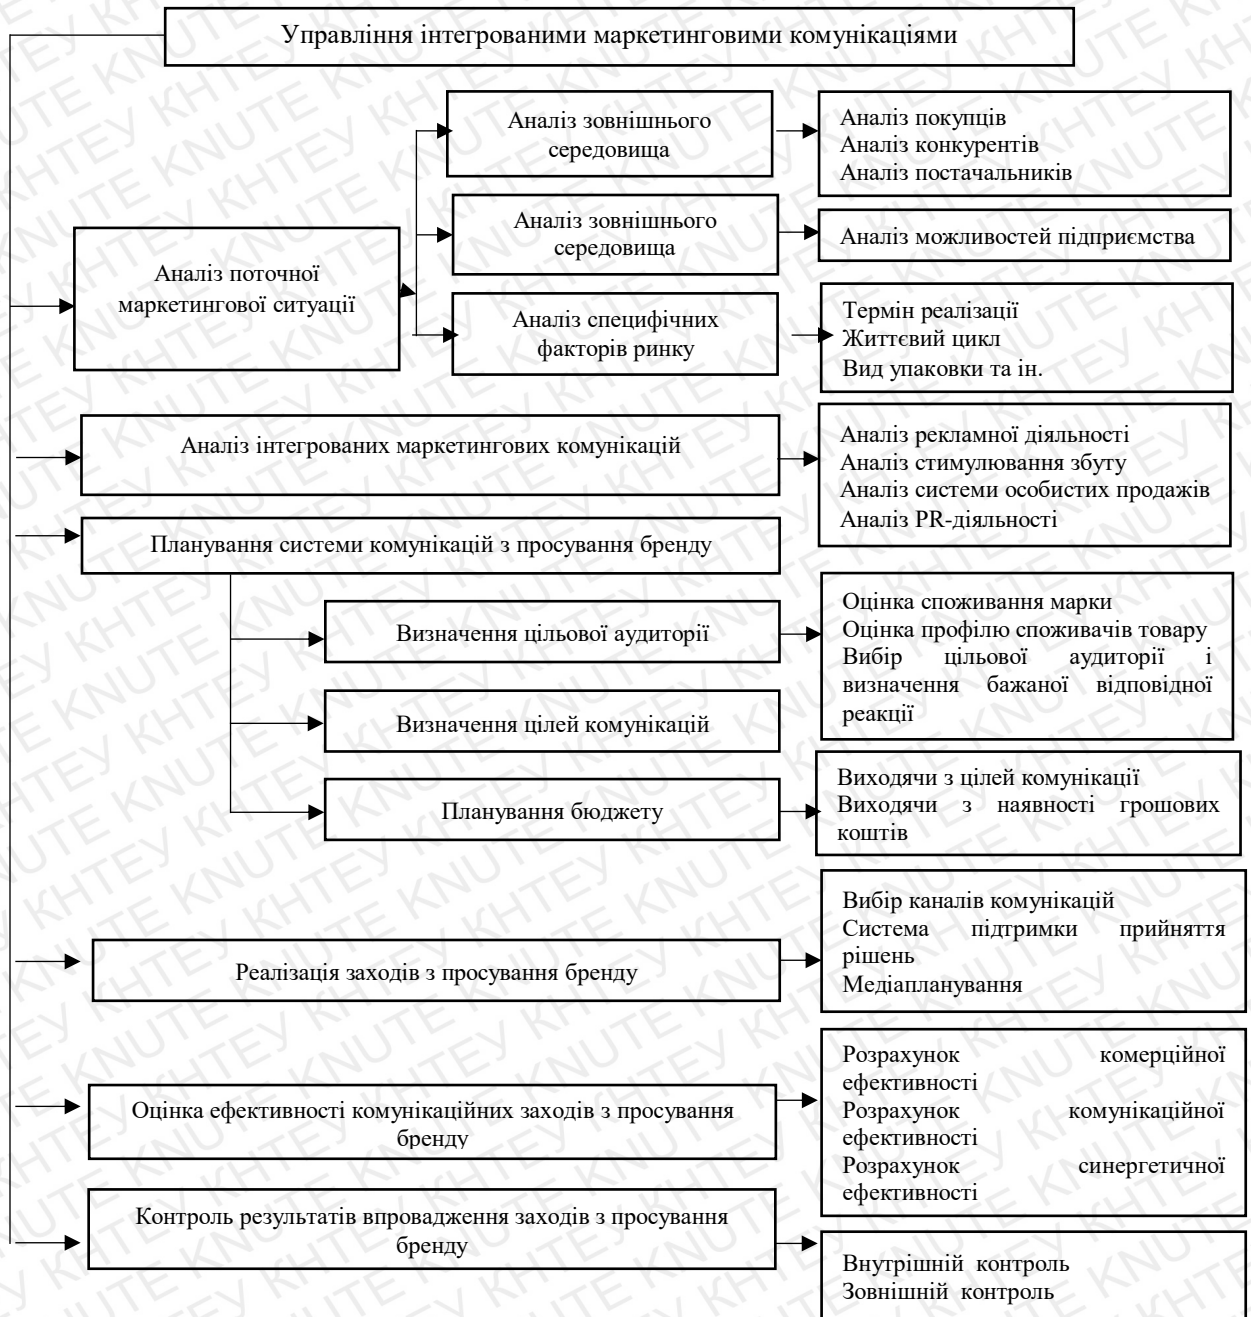 Управління інтегрованими маркетинговими комунікаціями
Аналіз зовнішнього
середовища
Аналіз покупців
Аналіз конкурентів
Аналіз постачальників
Аналіз зовнішнього
середовища
Аналіз можливостей підприємства
Аналіз поточної
маркетингової ситуації
Аналіз специфічних
факторів ринку
Термін реалізації
Життєвий цикл
Вид упаковки та ін.
Аналіз інтегрованих маркетингових комунікацій
Аналіз рекламної діяльності
Аналіз стимулювання збуту
Аналіз системи особистих продажів
Аналіз PR-діяльності
Планування системи комунікацій з просування бренду
Визначення цільової аудиторії
Оцінка споживання марки
Оцінка профілю споживачів товару
Вибір цільової аудиторії і
визначення бажаної відповідної
реакції
Визначення цілей комунікацій
Планування бюджету
Виходячи з цілей комунікації
Виходячи з наявності грошових
коштів
Реалізація заходів з просування бренду
Вибір каналів комунікацій
Система підтримки прийняття
рішень
Медіапланування
Оцінка ефективності комунікаційних заходів з просування
бренду
Розрахунок комерційної
ефективності
Розрахунок комунікаційної
ефективності
Розрахунок синергетичної
ефективності
Контроль результатів впровадження заходів з просування
бренду
Внутрішній контроль
Зовнішній контроль